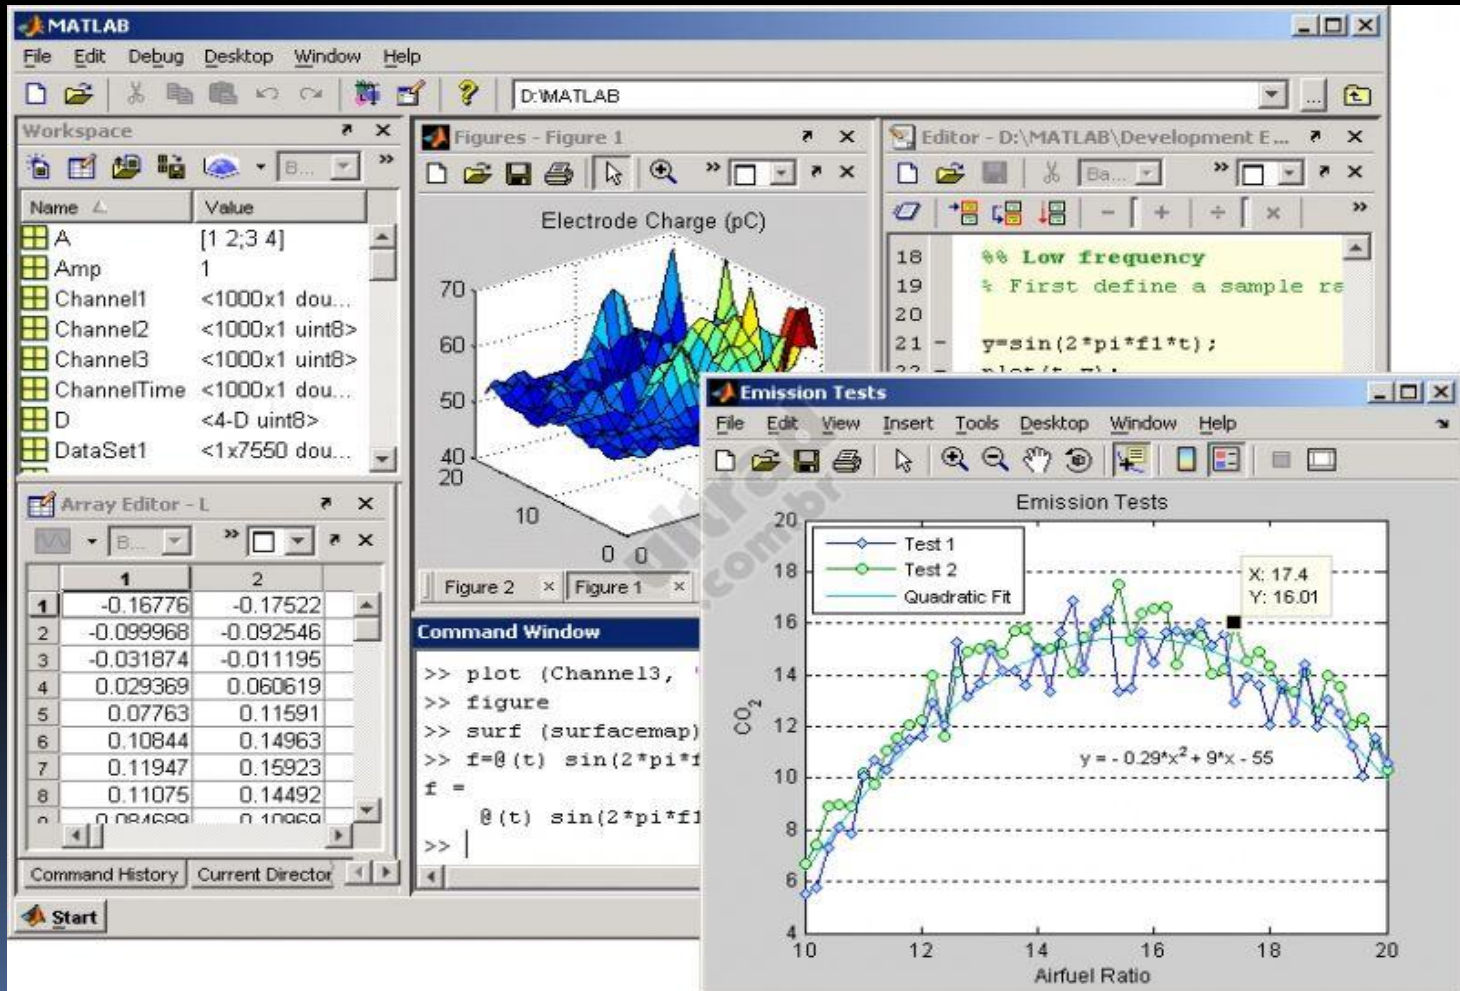 MATLAB
File Edit Debug Desktop Window Help
D:\MATLAB
...
Workspace
B...
Name Value
A [1 2;3 4]
Amp 1
Channel1 <1000x1 dou...
Channel2 <1000x1 uint8>
Channel3 <1000x1 uint8>
ChannelTime <1000x1 dou...
D <4-D uint8>
DataSet1 <1x7550 dou...
Array Editor - L
B...
1 2
1 -0.16776 -0.17522
2 -0.099968 -0.092546
3 -0.031874 -0.011195
4 0.029369 0.060619
5 0.07763 0.11591
6 0.10844 0.14963
7 0.11947 0.15923
8 0.11075 0.14492
0.084689 0.10969
Command History Current Director
Start
Figures - Figure 1
Electrode Charge (pC)
70
60
50
40
20
10
0 0
Figure 2 Figure 1
Command Window
>> plot (Channel3, '
>> figure
>> surf (surfacemap)
>> f=@(t) sin(2*pi*f
f =
@(t) sin(2*pi*f1
>>
Editor - D:\MATLAB\Development E...
Ba...
18 %% Low frequency
19 % First define a sample ra
20
21 - y=sin(2*pi*f1*t);
22 - plot(t,y);
Emission Tests
File Edit View Insert Tools Desktop Window Help
Emission Tests
20
18
16
14
12
10
8
6
4
CO2
Test 1
Test 2
Quadratic Fit
X: 17.4
Y: 16.01
y = - 0.29*x² + 9*x - 55
10 12 14 16 18 20
Airfuel Ratio
.combr